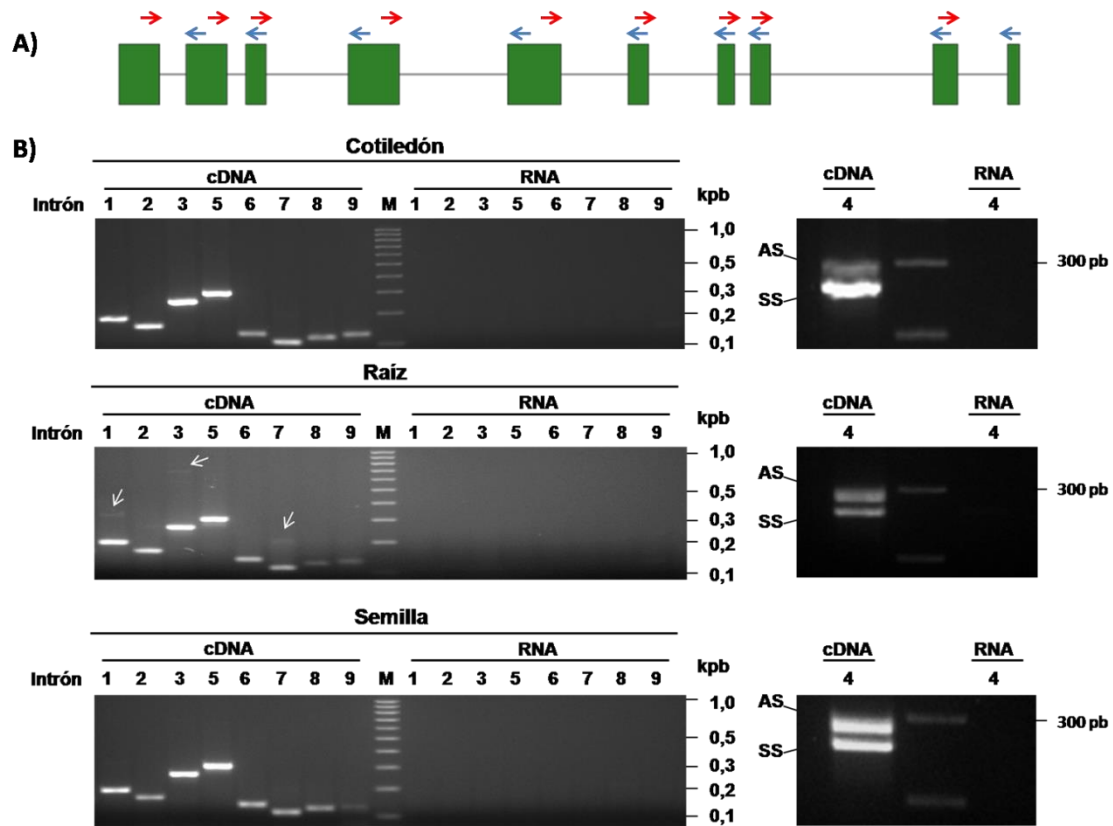 A)
B)
Cotiledón
cDNA RNA kpb cDNA RNA
Intrón 1 2 3 5 6 7 8 9 M 1 2 3 5 6 7 8 9 4 4
1,0
0,5
0,3
0,2
0,1
AS
SS
300 pb
Raíz
cDNA RNA kpb cDNA RNA
Intrón 1 2 3 5 6 7 8 9 M 1 2 3 5 6 7 8 9 4 4
1,0
0,5
0,3
0,2
0,1
AS
SS
300 pb
Semilla
cDNA RNA kpb cDNA RNA
Intrón 1 2 3 5 6 7 8 9 M 1 2 3 5 6 7 8 9 4 4
1,0
0,5
0,3
0,2
0,1
AS
SS
300 pb